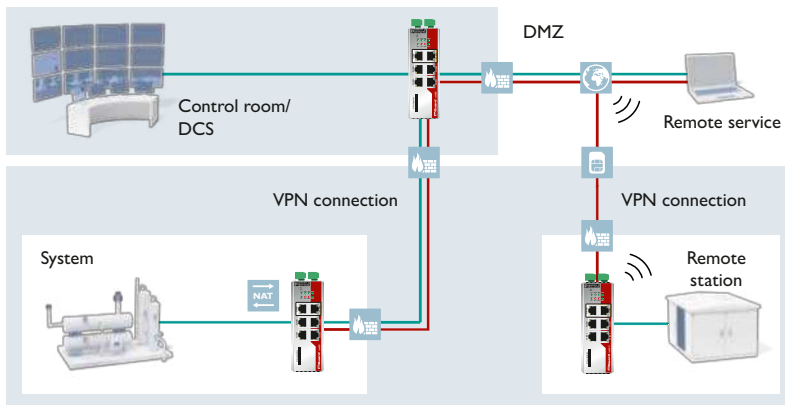 DMZ
Control room/
DCS
Remote service
VPN connection
VPN connection
System
NAT
Remote
station